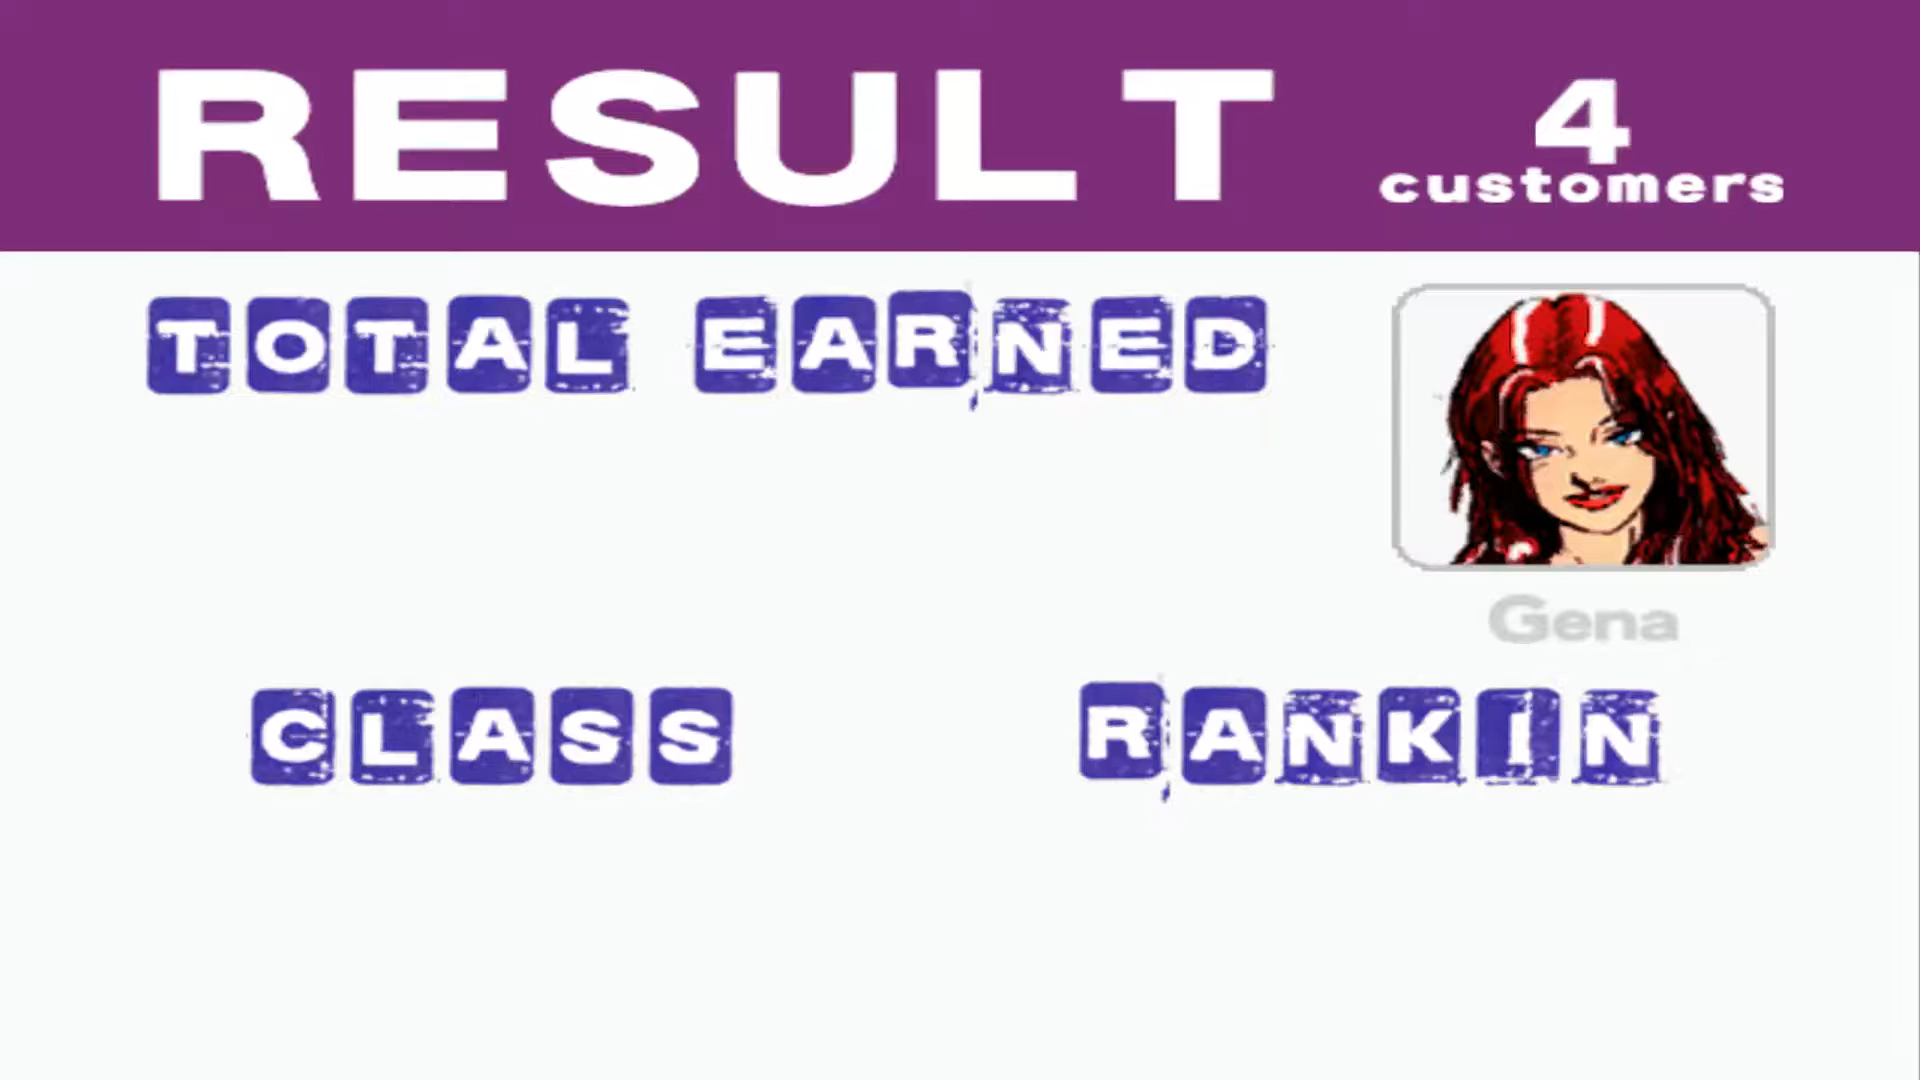 RESULT
4
customers
TOTAL EARNED
Gena
CLASS
RANKIN